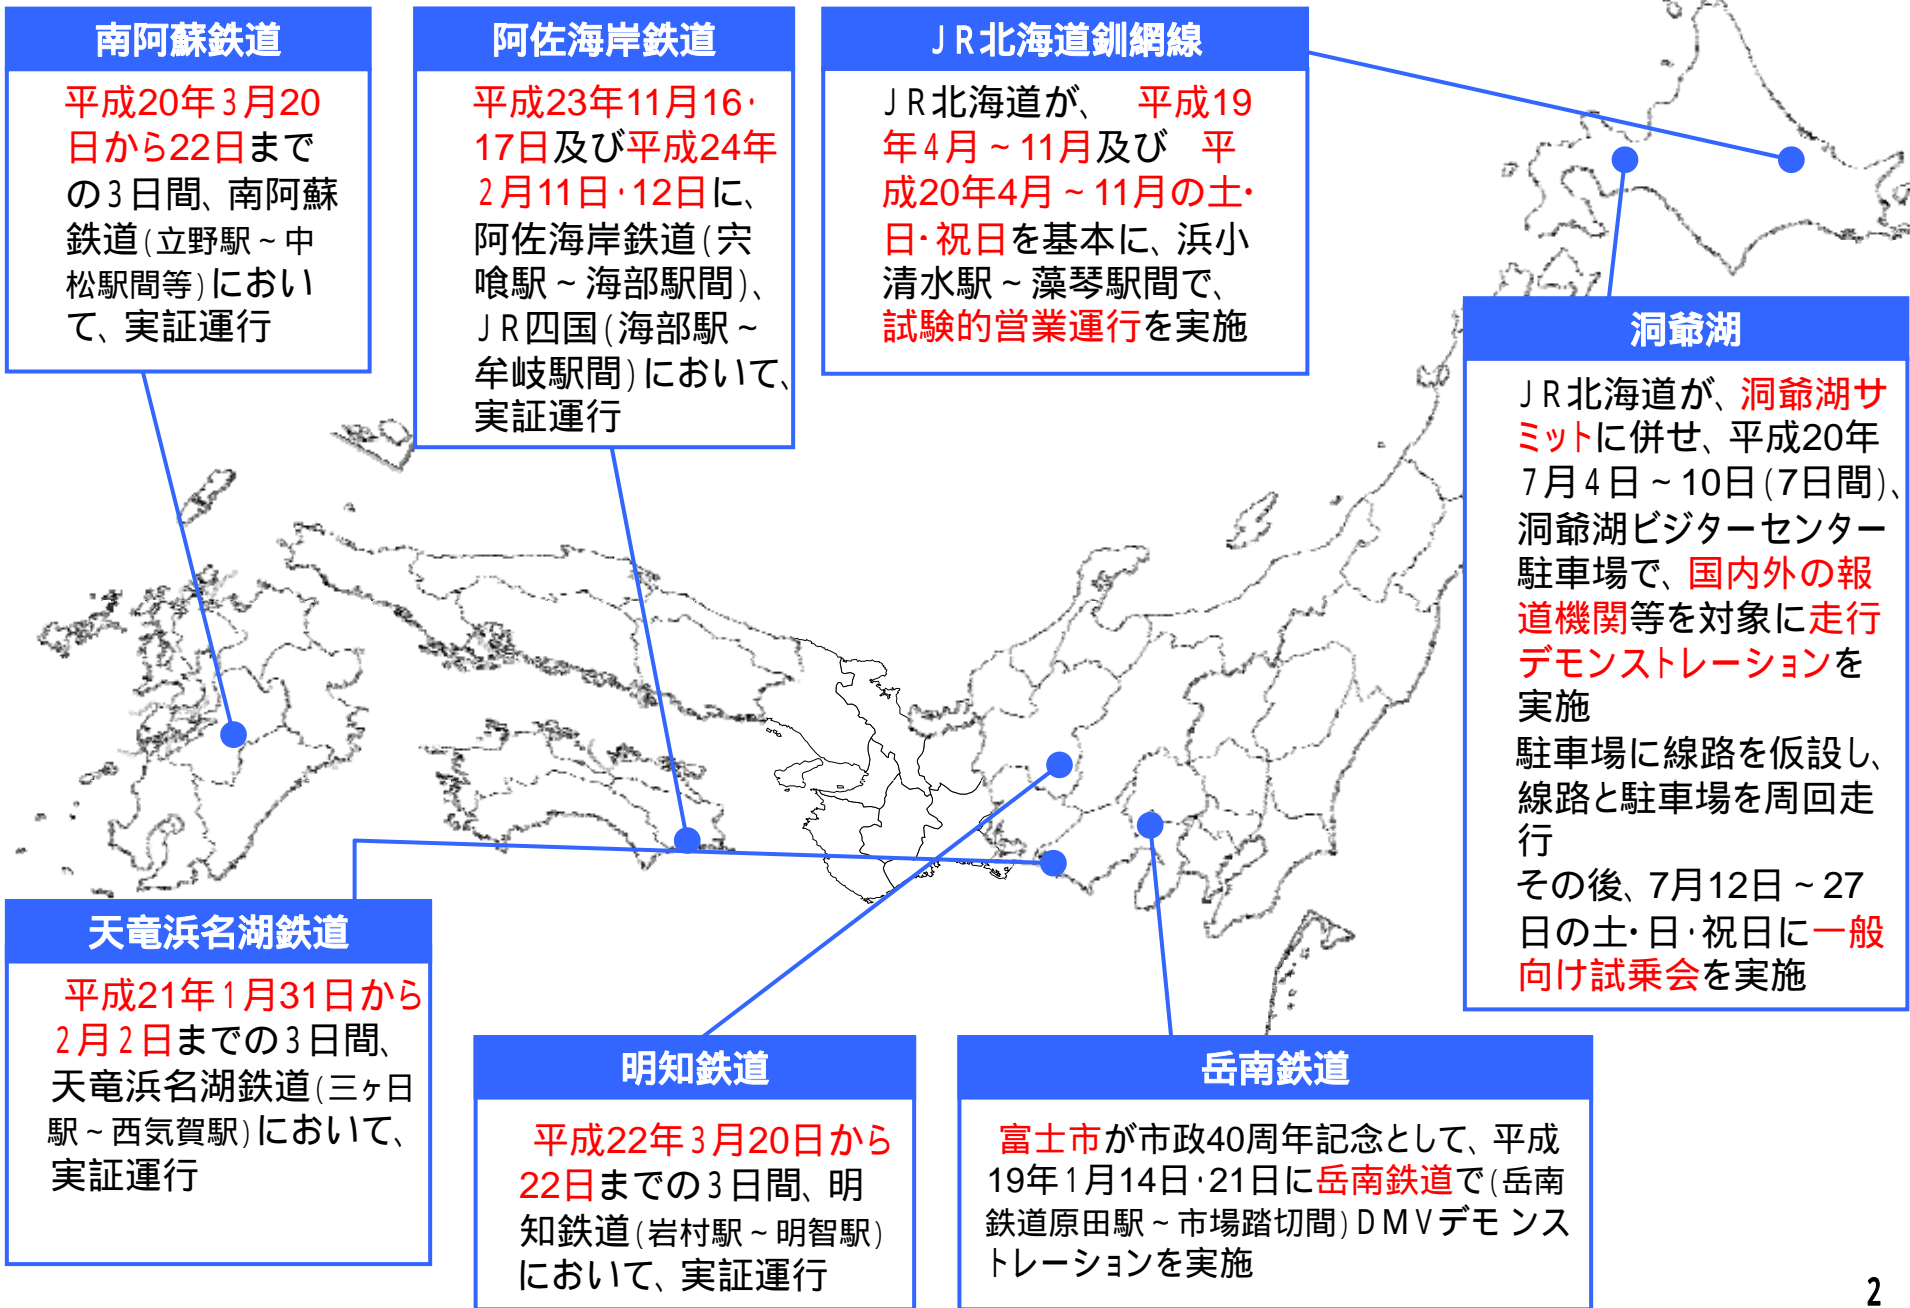 南阿蘇鉄道
平成20年3月20
日から22日まで
の3日間、南阿蘇
鉄道(立野駅~中
松駅間等)におい
て、実証運行
阿佐海岸鉄道
平成23年11月16・
17日及び平成24年
2月11日・12日に、
阿佐海岸鉄道(宍
喰駅~海部駅間)、
JR四国(海部駅~
牟岐駅間)において、
実証運行
JR北海道釧網線
JR北海道が、 平成19
年4月~11月及び 平
成20年4月~11月の土・
日・祝日を基本に、浜小
清水駅~藻琴駅間で、
試験的営業運行を実施
洞爺湖
JR北海道が、洞爺湖サ
ミットに併せ、平成20年
7月4日~10日(7日間)、
洞爺湖ビジターセンター
駐車場で、国内外の報
道機関等を対象に走行
デモンストレーションを
実施
駐車場に線路を仮設し、
線路と駐車場を周回走
行
その後、7月12日~27
日の土・日・祝日に一般
向け試乗会を実施
天竜浜名湖鉄道
平成21年1月31日から
2月2日までの3日間、
天竜浜名湖鉄道(三ヶ日
駅~西気賀駅)において、
実証運行
明知鉄道
平成22年3月20日から
22日までの3日間、明
知鉄道(岩村駅~明智駅)
において、実証運行
岳南鉄道
富士市が市政40周年記念として、平成
19年1月14日・21日に岳南鉄道で(岳南
鉄道原田駅~市場踏切間)DMVデモンス
トレーションを実施
2